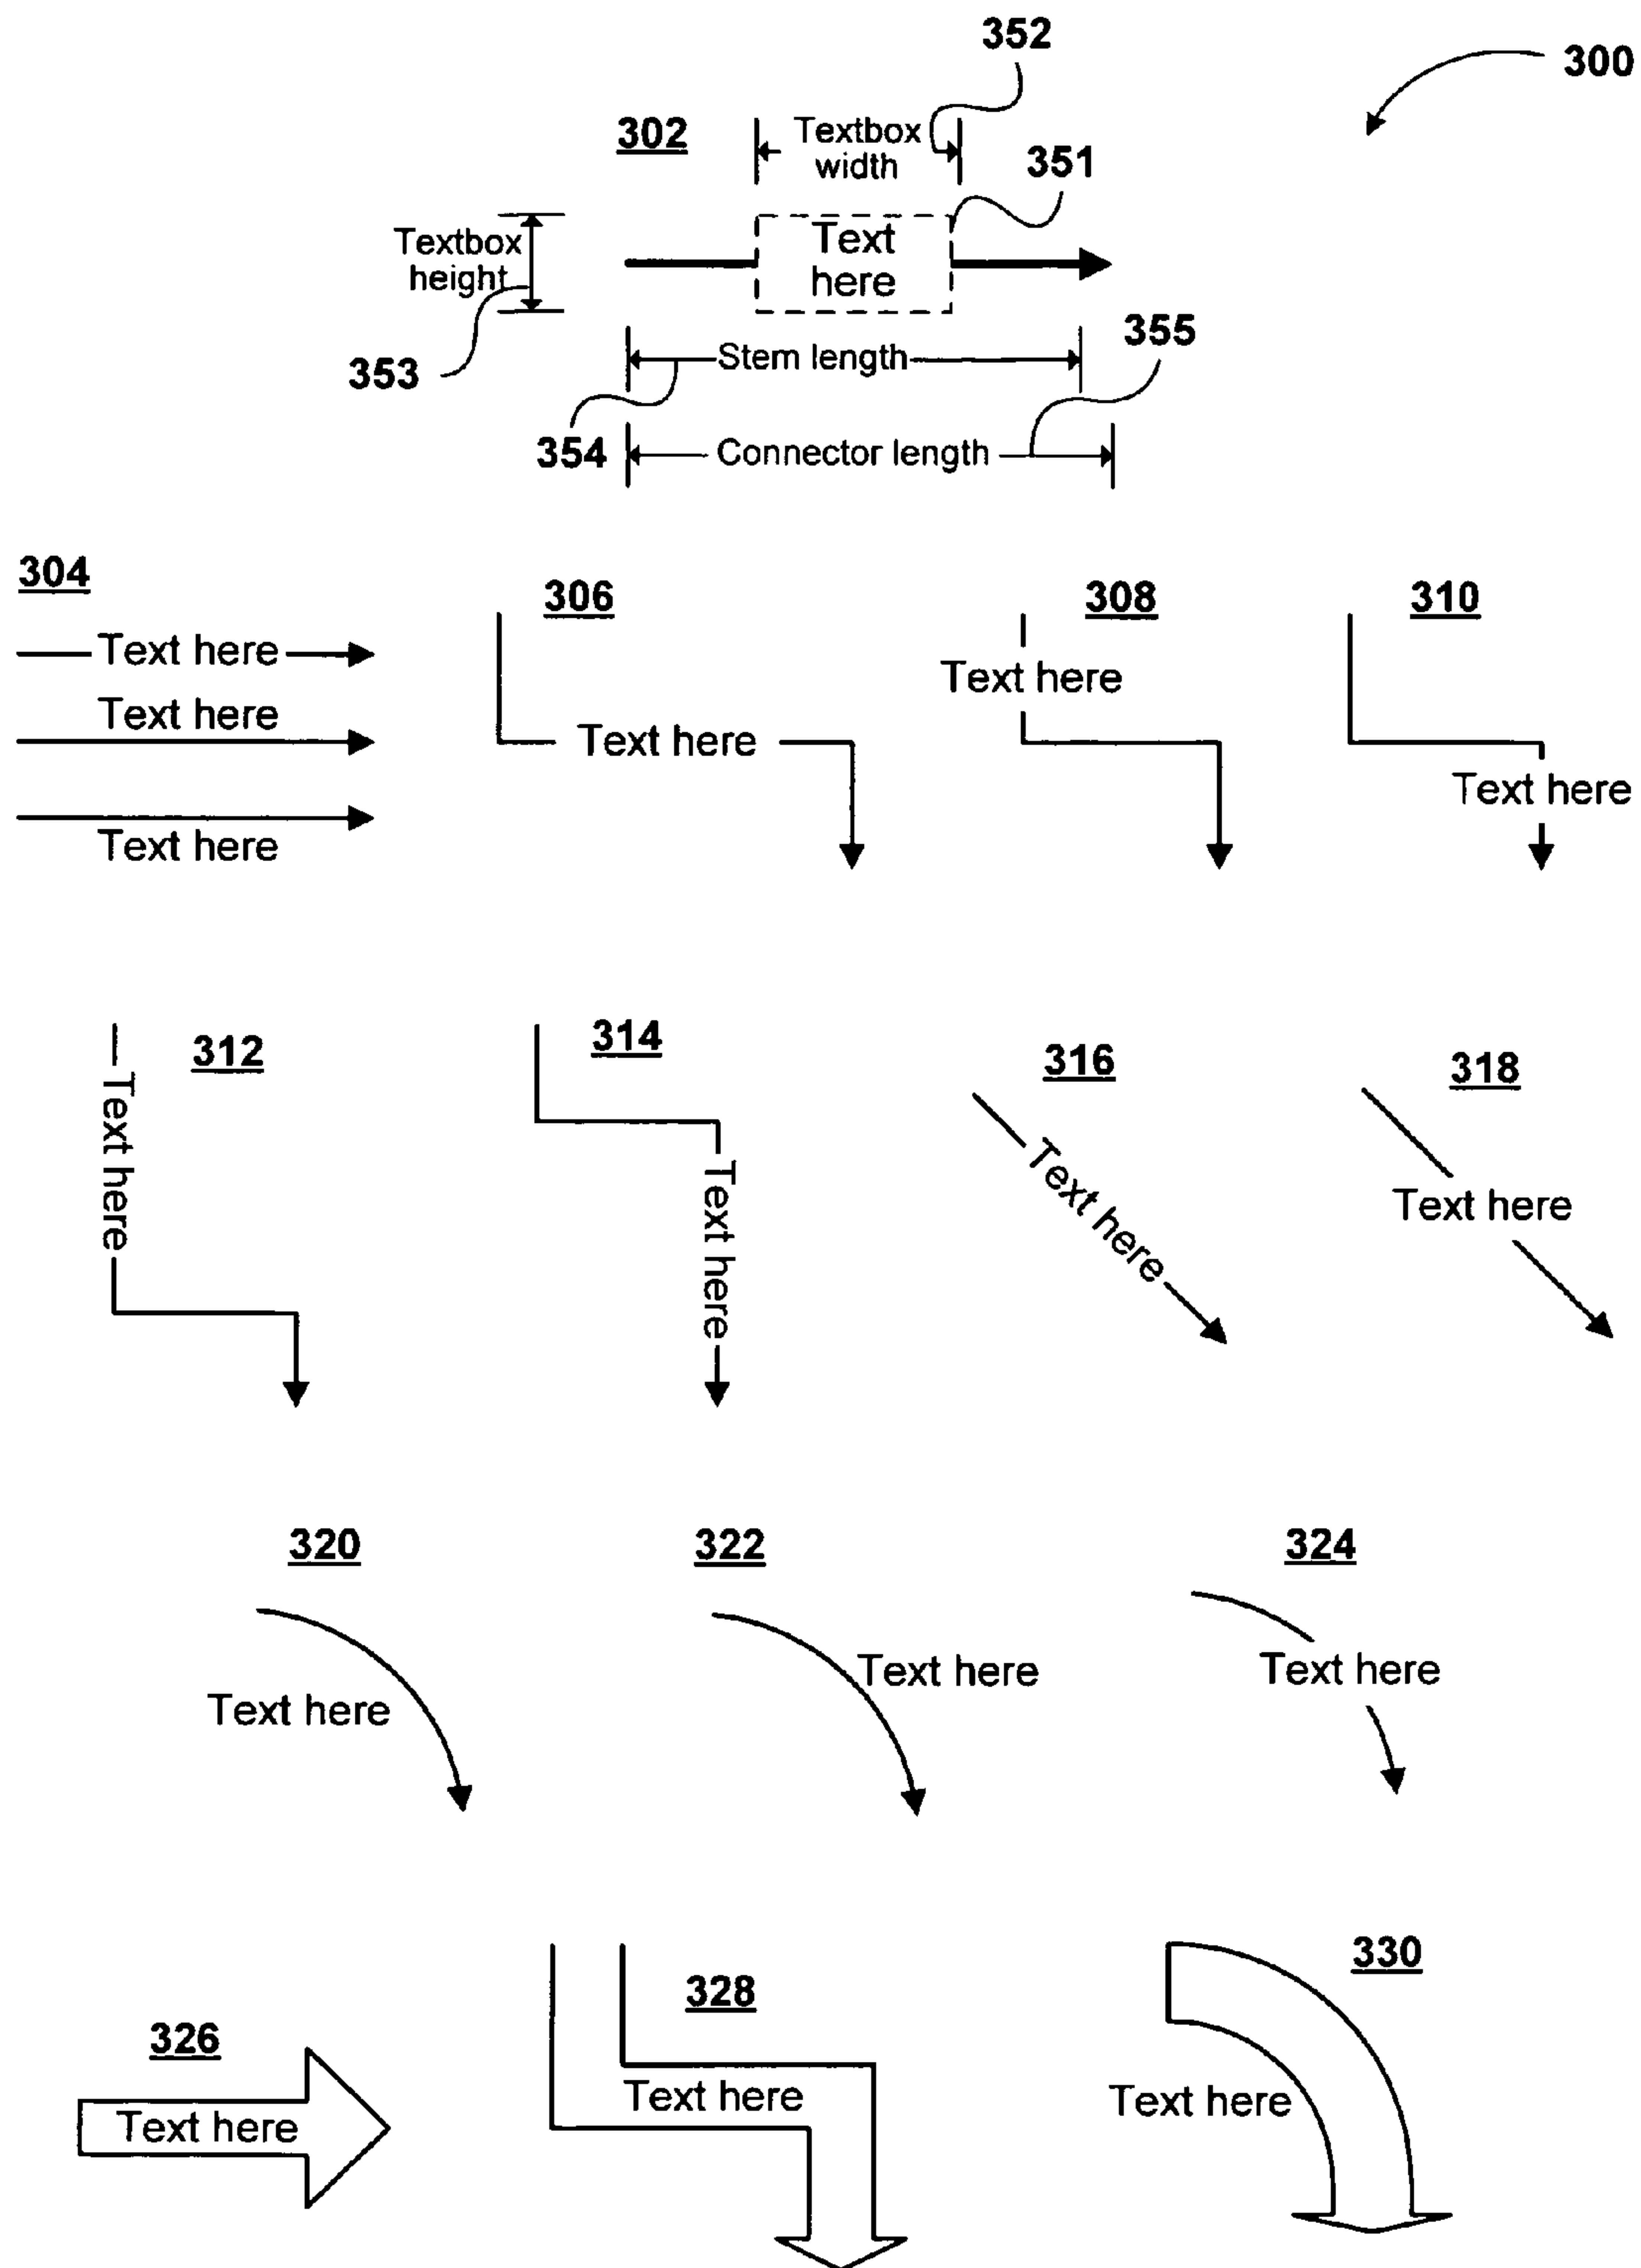 352
300
302
Textbox
width
351
Textbox
height
Text
here
353
Stem length
355
354
Connector length
304
306
308
310
Text here
Text here
Text here
Text here
Text here
Text here
312
314
316
318
Text here
Text here
Text here
Text here
320
322
324
Text here
Text here
Text here
326
328
330
Text here
Text here
Text here